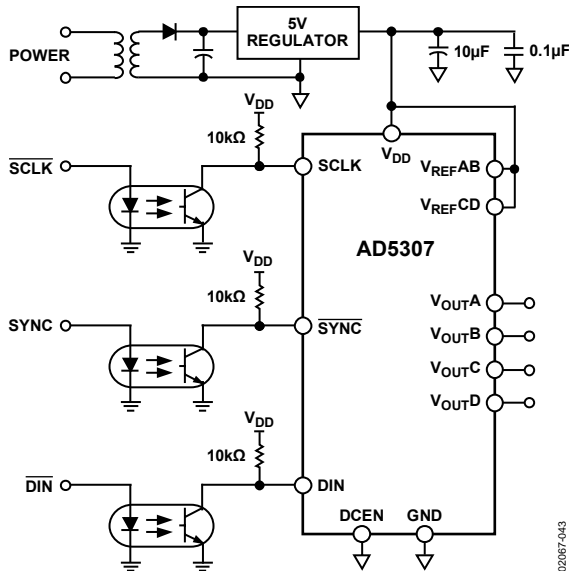 5V
REGULATOR
POWER
10µF
0.1µF
VDD
10kΩ
SCLK
SCLK
VDD
VREFAB
VREFCD
AD5307
VDD
10kΩ
SYNC
SYNC
VOUTA
VOUTB
VOUTC
VOUTD
VDD
10kΩ
DIN
DIN
DCEN
GND
02067-043